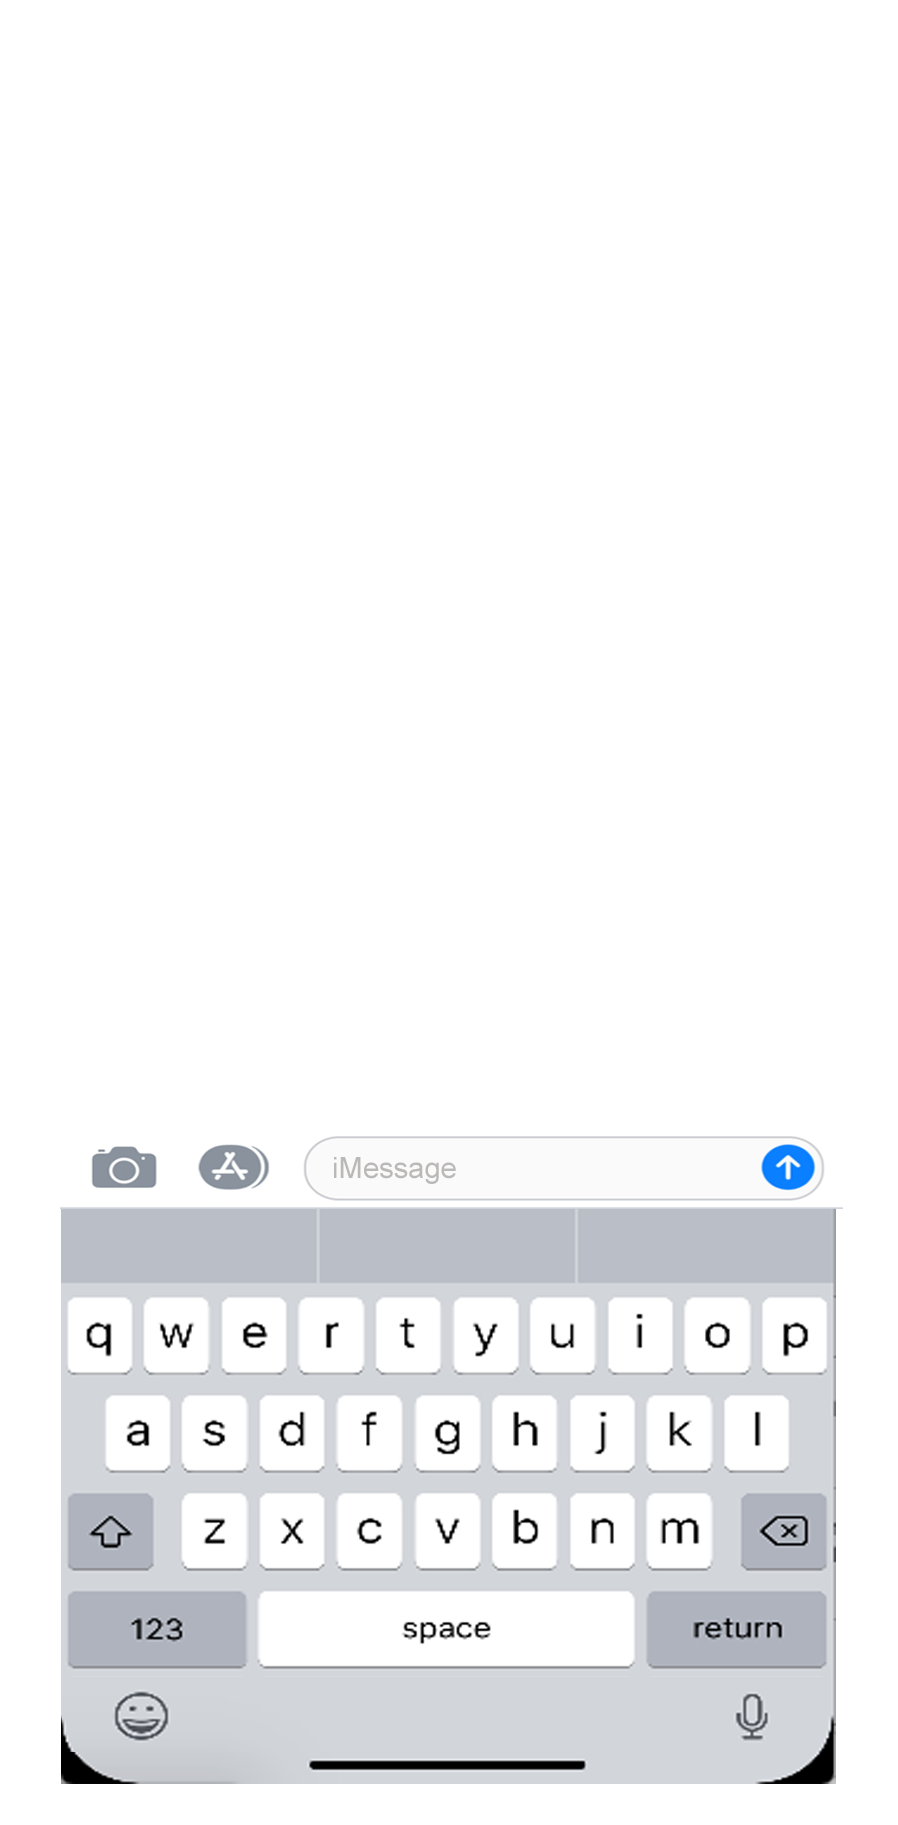 iMessage
q w e r t y u i o p
a s d f g h j k l
z x c v b n m
123 space return